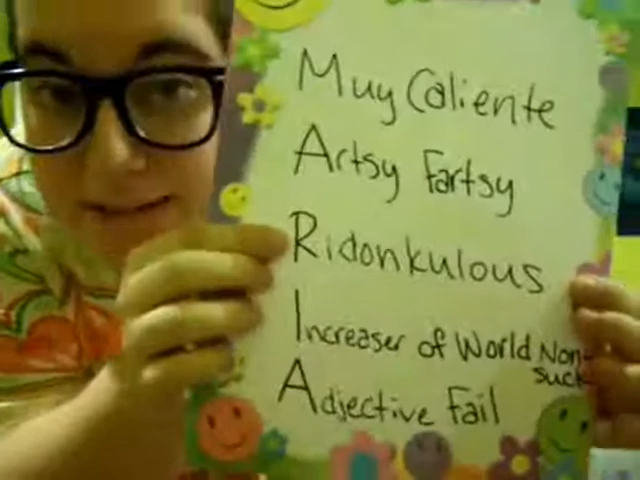 Muy Caliente
Artsy Fartsy
Ridonkulous
Increaser of World Non-
suck
Adjective Fail